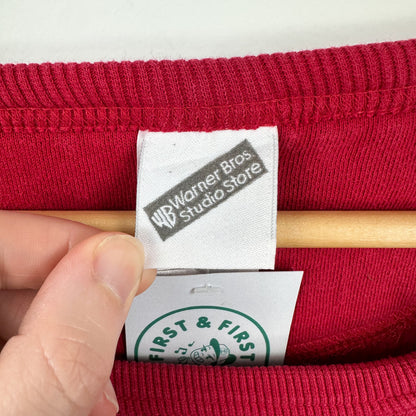 WB Warner Bros
Studio Store
FIRST & FIRST